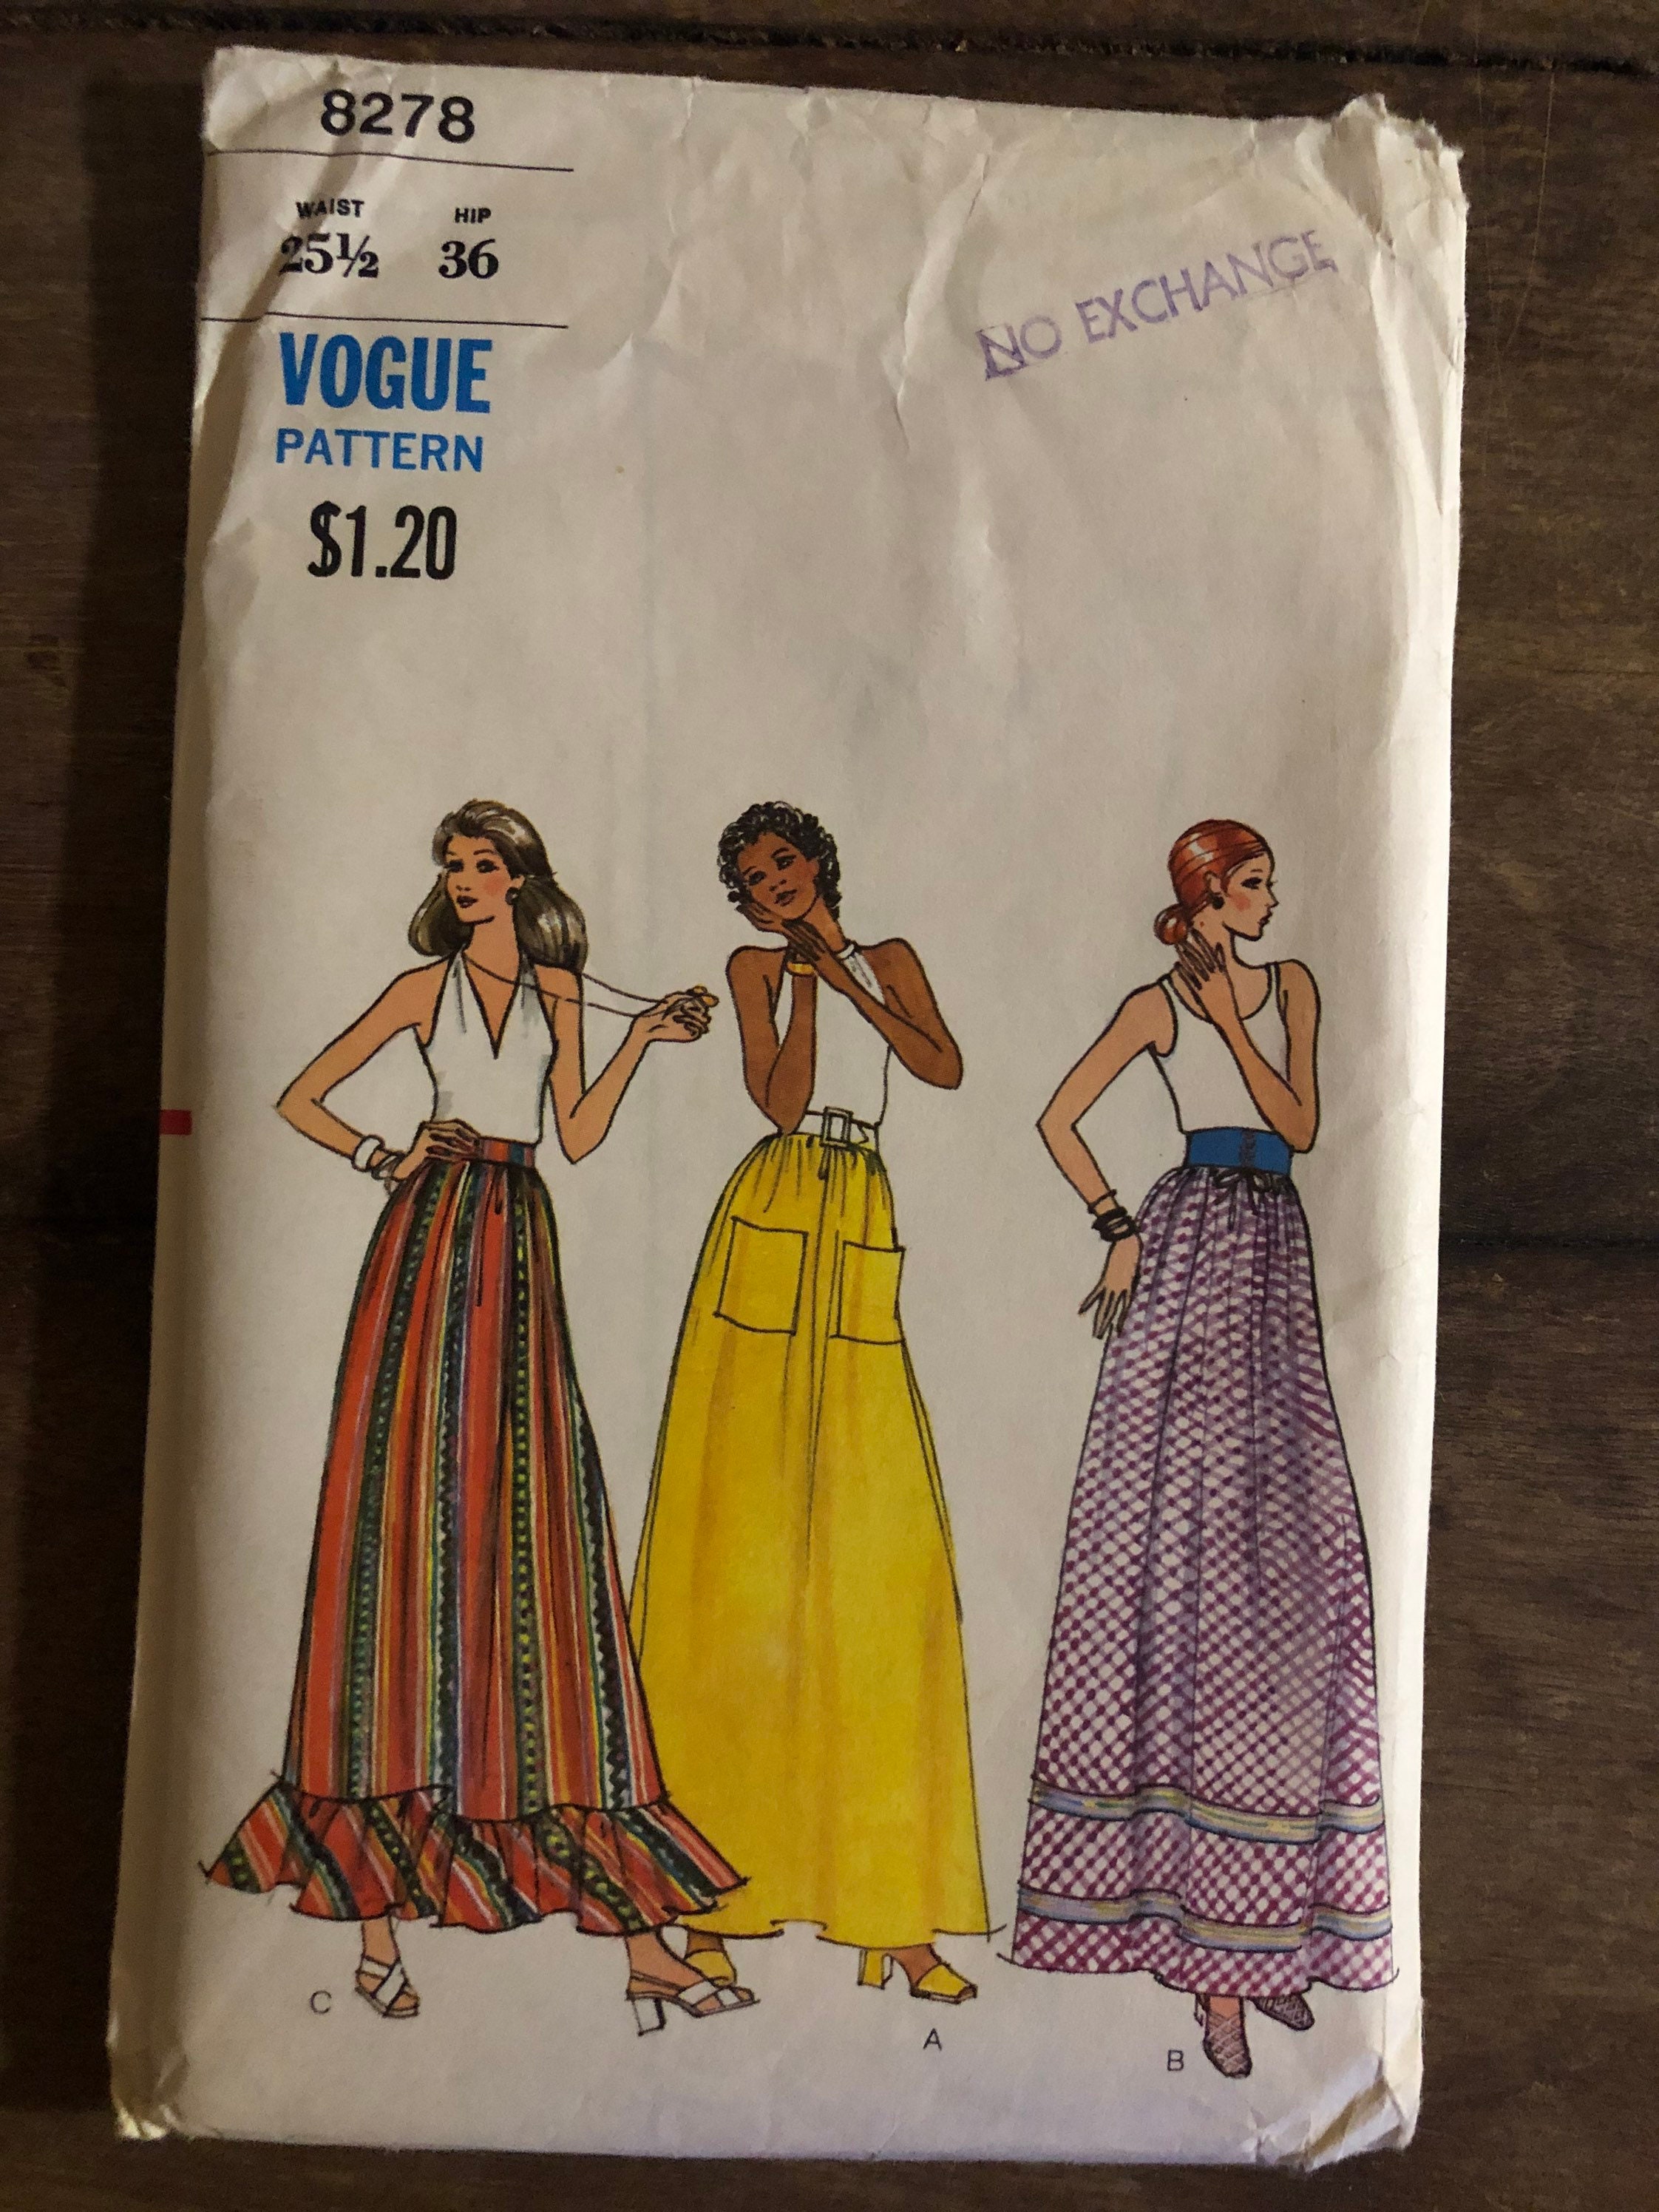 8278
WAIST HIP
25½ 36
VOGUE
PATTERN
$1.20
NO EXCHANGE
C
A
B